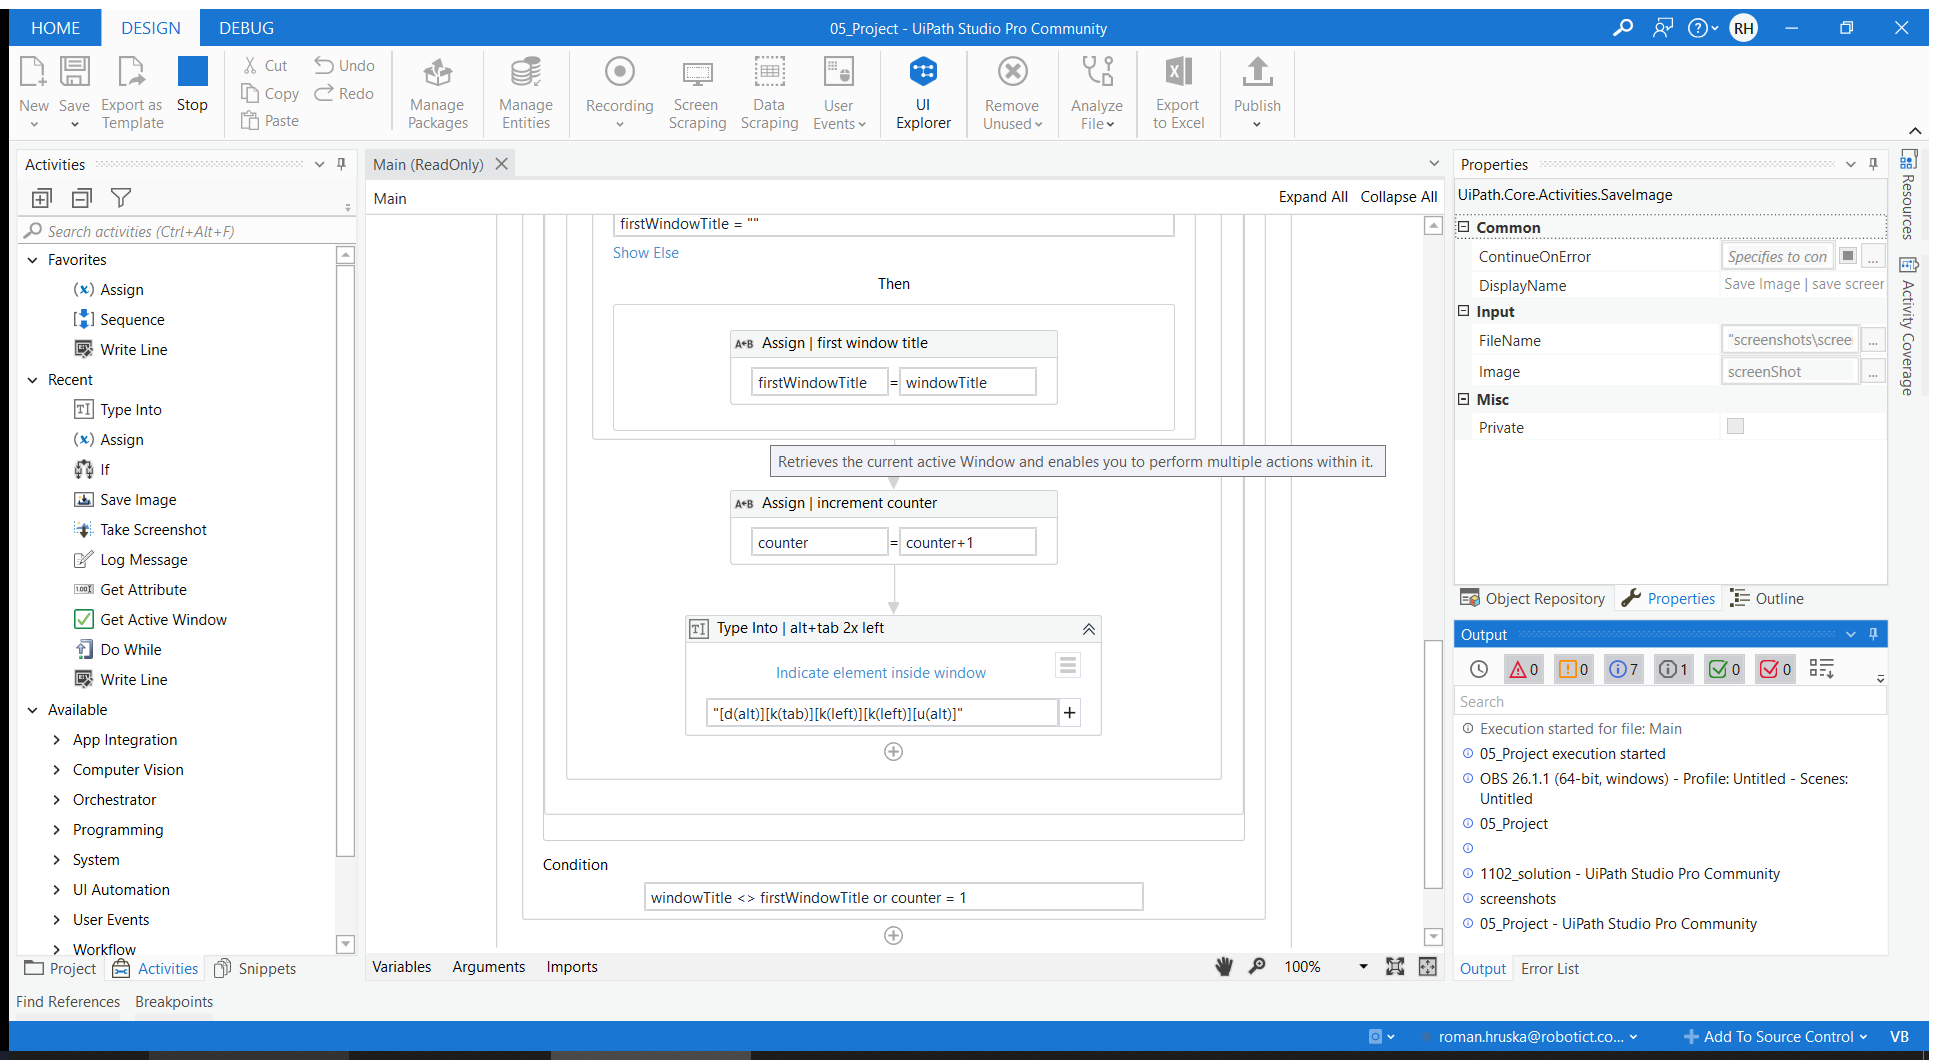 HOME DESIGN DEBUG 05_Project - UiPath Studio Pro Community RH
New Save Export as Template Stop
Cut Copy Paste Undo Redo
Manage Packages
Manage Entities
Recording
Screen Scraping
Data Scraping
User Events
UI Explorer
Remove Unused
Analyze File
Export to Excel
Publish
Activities
Search activities (Ctrl+Alt+F)
Favorites
(x) Assign
Sequence
Write Line
Recent
Type Into
(x) Assign
If
Save Image
Take Screenshot
Log Message
Get Attribute
Get Active Window
Do While
Write Line
Available
App Integration
Computer Vision
Orchestrator
Programming
System
UI Automation
User Events
Workflow
Project Activities Snippets
Find References Breakpoints
Main (ReadOnly)
Main Expand All Collapse All
firstWindowTitle = ""
Show Else
Then
A+B Assign | first window title
firstWindowTitle = windowTitle
Retrieves the current active Window and enables you to perform multiple actions within it.
A+B Assign | increment counter
counter = counter+1
Type Into | alt+tab 2x left
Indicate element inside window
"[d(alt)][k(tab)][k(left)][k(left)][u(alt)]" +
Condition
windowTitle <> firstWindowTitle or counter = 1
Variables Arguments Imports 100%
Properties
UiPath.Core.Activities.SaveImage
Common
ContinueOnError Specifies to con ...
DisplayName Save Image | save screer
Input
FileName "screenshots\scree ...
Image screenShot ...
Misc
Private
Object Repository Properties Outline
Output
0 0 7 1 0 0
Search
Execution started for file: Main
05_Project execution started
OBS 26.1.1 (64-bit, windows) - Profile: Untitled - Scenes:
Untitled
05_Project
1102_solution - UiPath Studio Pro Community
screenshots
05_Project - UiPath Studio Pro Community
Output Error List
Resources
Activity Coverage
roman.hruska@robotict.co... Add To Source Control VB